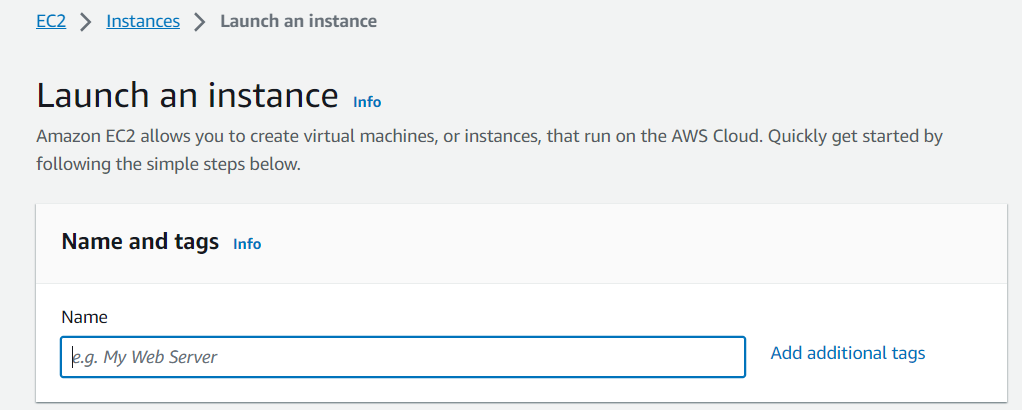 EC2 > Instances > Launch an instance
Launch an instance Info
Amazon EC2 allows you to create virtual machines, or instances, that run on the AWS Cloud. Quickly get started by
following the simple steps below.
Name and tags Info
Name
e.g. My Web Server Add additional tags